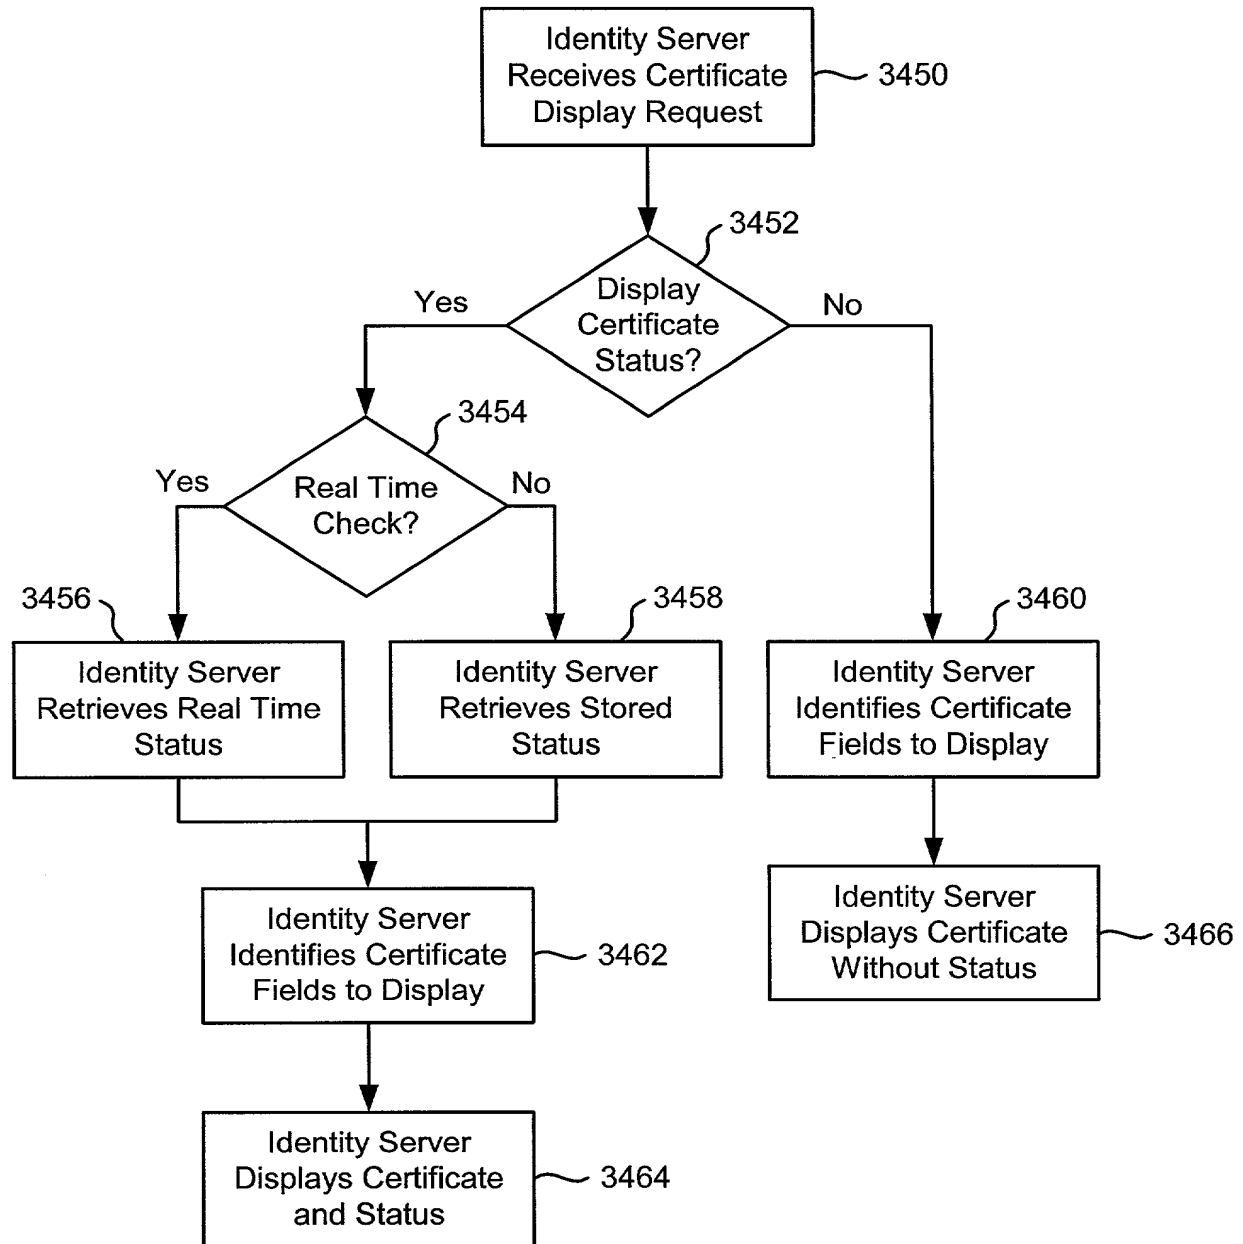 Identity Server
Receives Certificate
Display Request
3450
3452
Display
Certificate
Status?
Yes
No
3454
Real Time
Check?
Yes
No
3456
Identity Server
Retrieves Real Time
Status
3458
Identity Server
Retrieves Stored
Status
3460
Identity Server
Identifies Certificate
Fields to Display
Identity Server
Identifies Certificate
Fields to Display
3462
Identity Server
Displays Certificate
Without Status
3466
Identity Server
Displays Certificate
and Status
3464